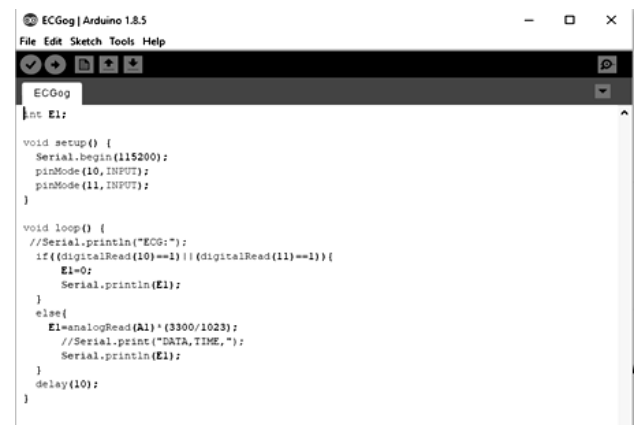 ECGog | Arduino 1.8.5
File Edit Sketch Tools Help
ECGog
int E1;
void setup() {
Serial.begin(115200);
pinMode(10,INPUT);
pinMode(11,INPUT);
}
void loop() {
//Serial.println("ECG:");
if((digitalRead(10)==1)||(digitalRead(11)==1)){
E1=0;
Serial.println(E1);
}
else{
E1=analogRead(A1)*(3300/1023);
//Serial.print("DATA,TIME,");
Serial.println(E1);
}
delay(10);
}